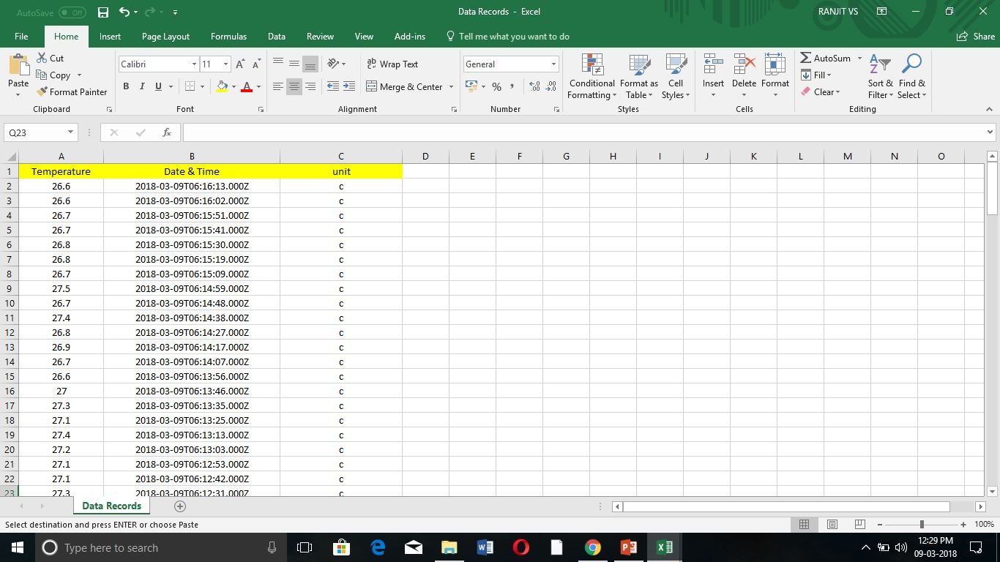 AutoSave Off
Data Records - Excel
RANJIT VS
File Home Insert Page Layout Formulas Data Review View Add-ins Tell me what you want to do Share
Cut
Calibri 11 A A Wrap Text General AutoSum
Copy
Paste
Format Painter
B I U A Merge & Center % , Conditional Formatting Format as Table Cell Styles Insert Delete Format Fill Clear Sort & Filter Find & Select
Clipboard Font Alignment Number Styles Cells Editing
Q23 fx
A B C D E F G H I J K L M N O
1 Temperature Date & Time unit
2 26.6 2018-03-09T06:16:13.000Z c
3 26.6 2018-03-09T06:16:02.000Z c
4 26.7 2018-03-09T06:15:51.000Z c
5 26.7 2018-03-09T06:15:41.000Z c
6 26.8 2018-03-09T06:15:30.000Z c
7 26.8 2018-03-09T06:15:19.000Z c
8 26.7 2018-03-09T06:15:09.000Z c
9 27.5 2018-03-09T06:14:59.000Z c
10 26.7 2018-03-09T06:14:48.000Z c
11 27.4 2018-03-09T06:14:38.000Z c
12 26.8 2018-03-09T06:14:27.000Z c
13 26.9 2018-03-09T06:14:17.000Z c
14 26.7 2018-03-09T06:14:07.000Z c
15 26.6 2018-03-09T06:13:56.000Z c
16 27 2018-03-09T06:13:46.000Z c
17 27.3 2018-03-09T06:13:35.000Z c
18 27.1 2018-03-09T06:13:25.000Z c
19 27.4 2018-03-09T06:13:13.000Z c
20 27.2 2018-03-09T06:13:03.000Z c
21 27.1 2018-03-09T06:12:53.000Z c
22 27.1 2018-03-09T06:12:42.000Z c
23 27.3 2018-03-09T06:12:31.000Z c
Data Records
Select destination and press ENTER or choose Paste 100%
Type here to search
12:29 PM
09-03-2018